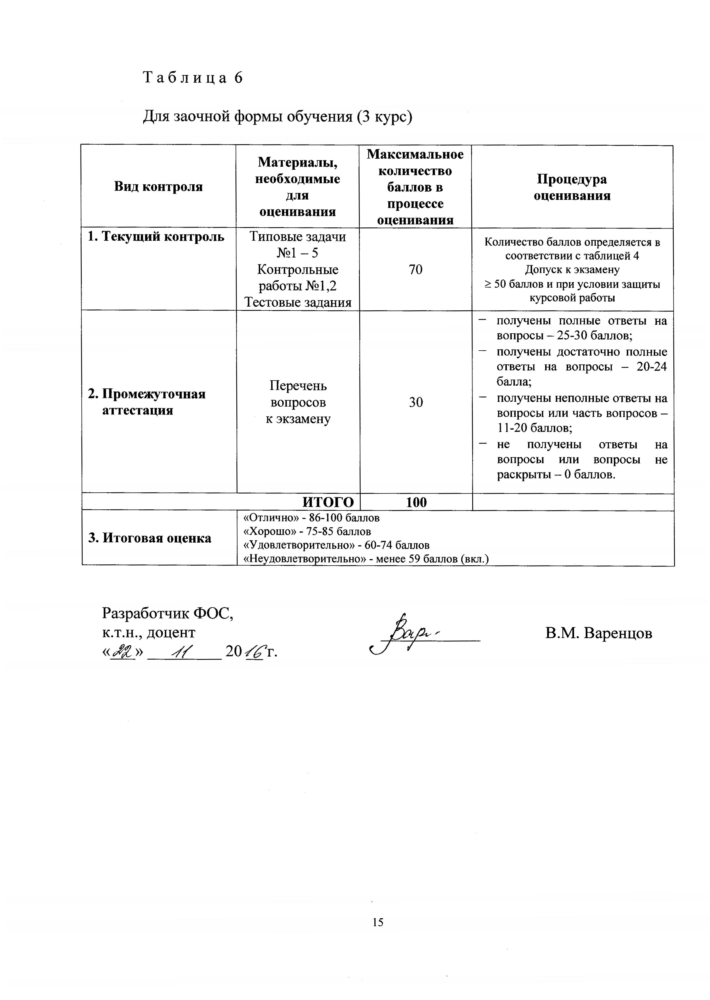 Таблица 6
Для заочной формы обучения (3 курс)
Вид контроля
Материалы,
необходимые
для
оценивания
Максимальное
количество
баллов в
процессе
оценивания
Процедура
оценивания
1. Текущий контроль
Типовые задачи
№1 – 5
Контрольные
работы №1,2
Тестовые задания
70
Количество баллов определяется в
соответствии с таблицей 4
Допуск к экзамену
≥ 50 баллов и при условии защиты
курсовой работы
2. Промежуточная
аттестация
Перечень
вопросов
к экзамену
30
– получены полные ответы на
вопросы – 25-30 баллов;
– получены достаточно полные
ответы на вопросы – 20-24
балла;
– получены неполные ответы на
вопросы или часть вопросов –
11-20 баллов;
– не получены ответы на
вопросы или вопросы не
раскрыты – 0 баллов.
ИТОГО
100
3. Итоговая оценка
«Отлично» - 86-100 баллов
«Хорошо» - 75-85 баллов
«Удовлетворительно» - 60-74 баллов
«Неудовлетворительно» - менее 59 баллов (вкл.)
Разработчик ФОС,
к.т.н., доцент
В.М. Варенцов
«22» 11 2016 г.
15